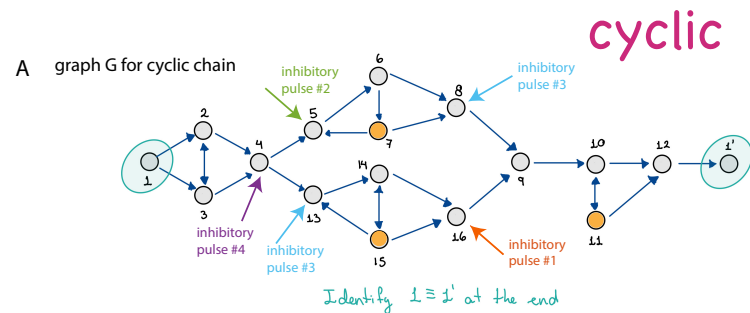 cyclic
A graph G for cyclic chain
inhibitory
pulse #2
6
inhibitory
pulse #3
8
5
7
2
4
1
3
10
12
1'
9
14
13
16
11
15
inhibitory
pulse #4
inhibitory
pulse #3
inhibitory
pulse #1
Identify 1 ≡ 1' at the end